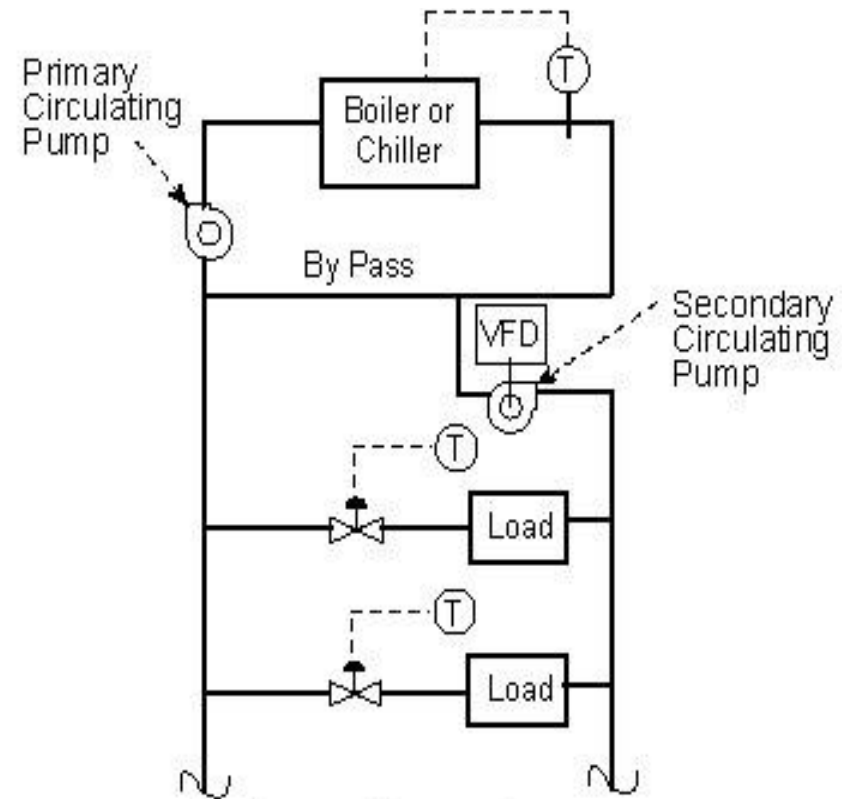 Primary
Circulating
Pump
T
Boiler or
Chiller
By Pass
VFD
Secondary
Circulating
Pump
T
Load
T
Load